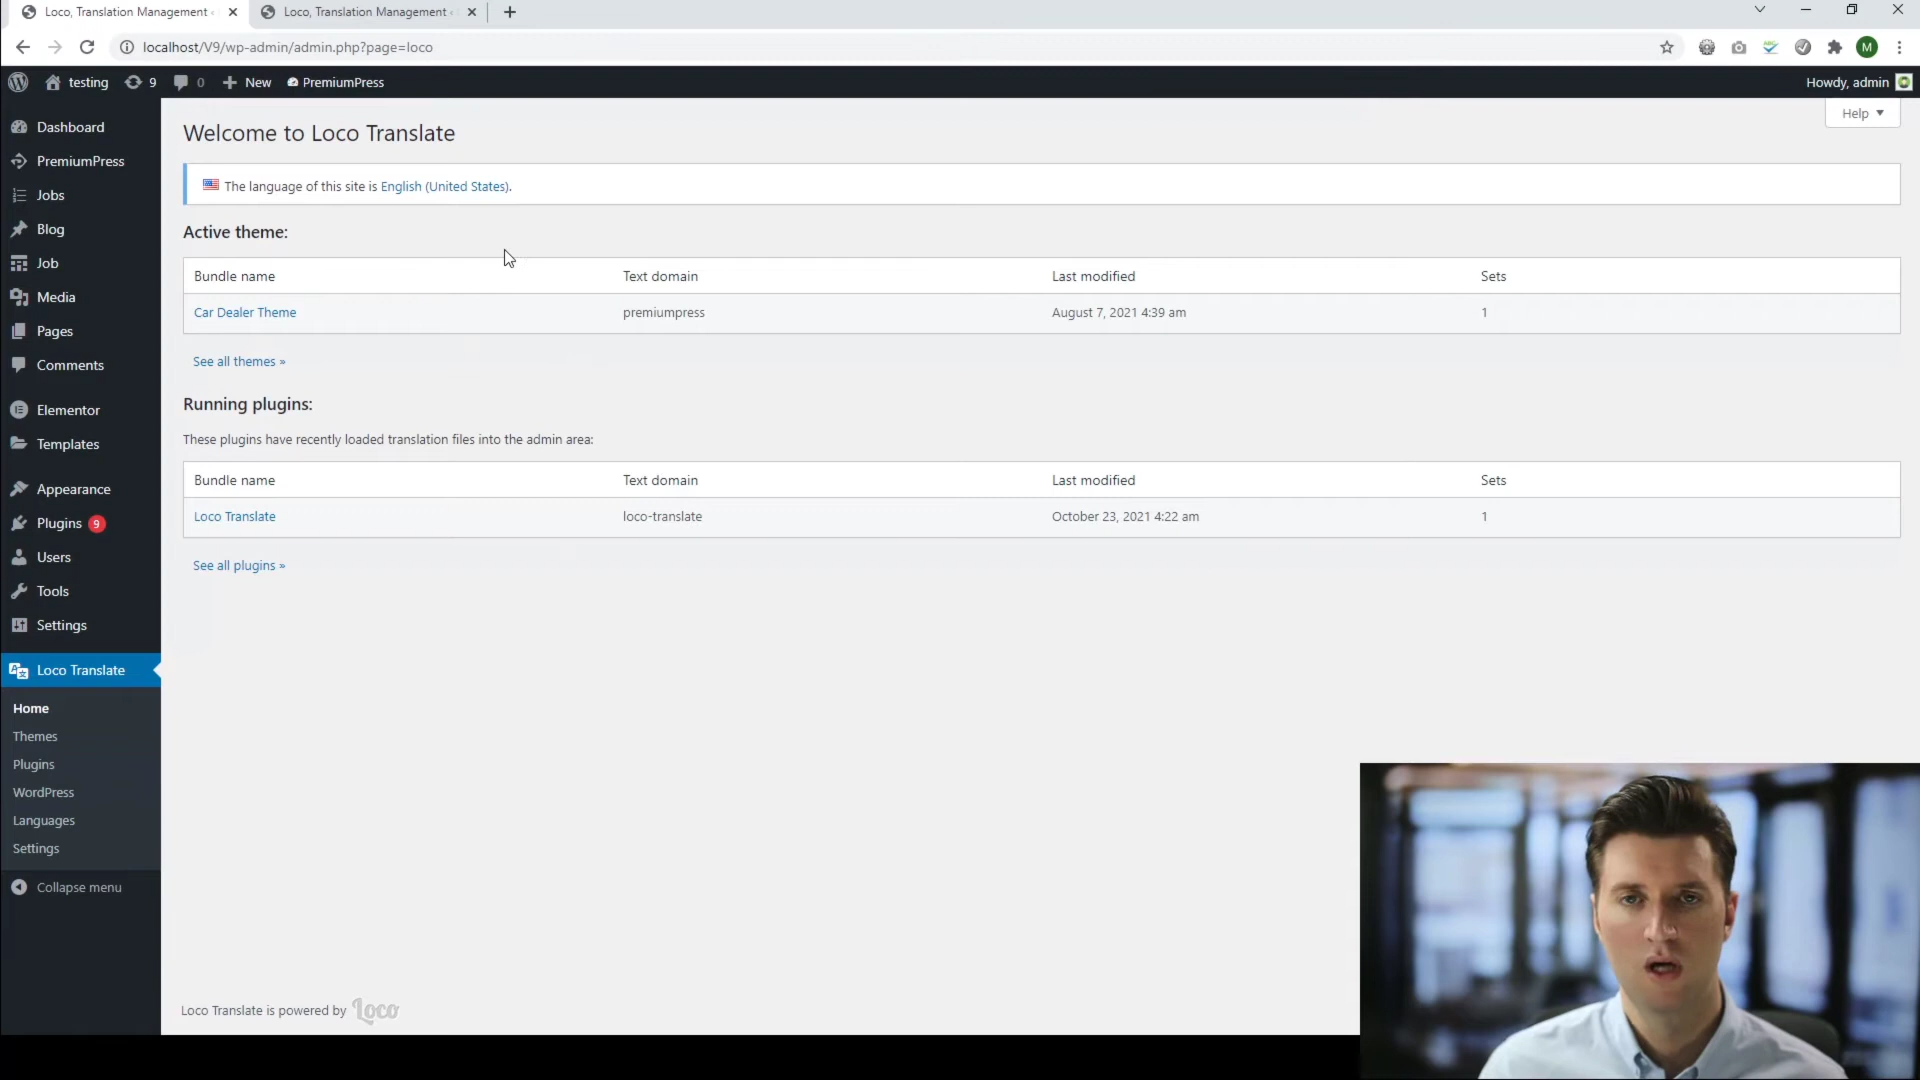 Loco, Translation Management ‹
Loco, Translation Management ‹
localhost/V9/wp-admin/admin.php?page=loco
M
testing
9
0
New
PremiumPress
Howdy, admin
Help
Dashboard
PremiumPress
Jobs
Blog
Job
Media
Pages
Comments
Elementor
Templates
Appearance
Plugins 9
Users
Tools
Settings
Loco Translate
Home
Themes
Plugins
WordPress
Languages
Settings
Collapse menu
Welcome to Loco Translate
The language of this site is English (United States).
Active theme:
Bundle name Text domain Last modified Sets
Car Dealer Theme premiumpress August 7, 2021 4:39 am 1
See all themes »
Running plugins:
These plugins have recently loaded translation files into the admin area:
Bundle name Text domain Last modified Sets
Loco Translate loco-translate October 23, 2021 4:22 am 1
See all plugins »
Loco Translate is powered by Loco